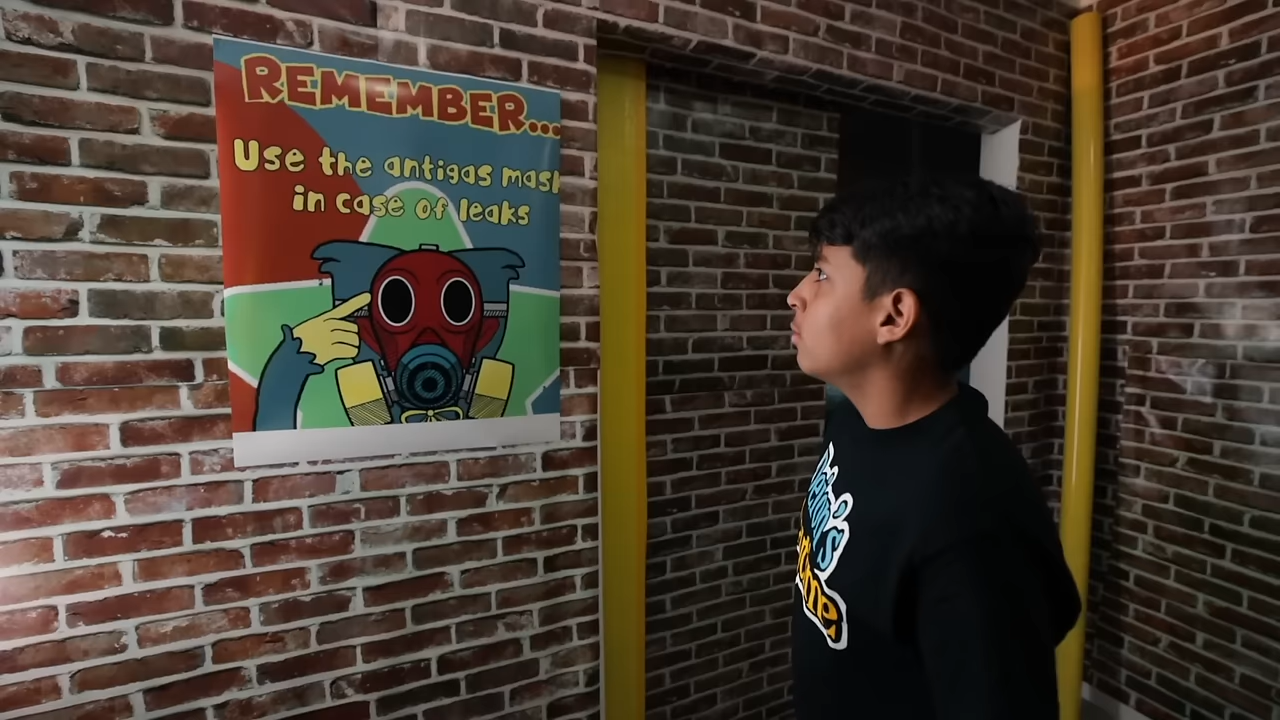 REMEMBER...
Use the antigas mask
in case of leaks